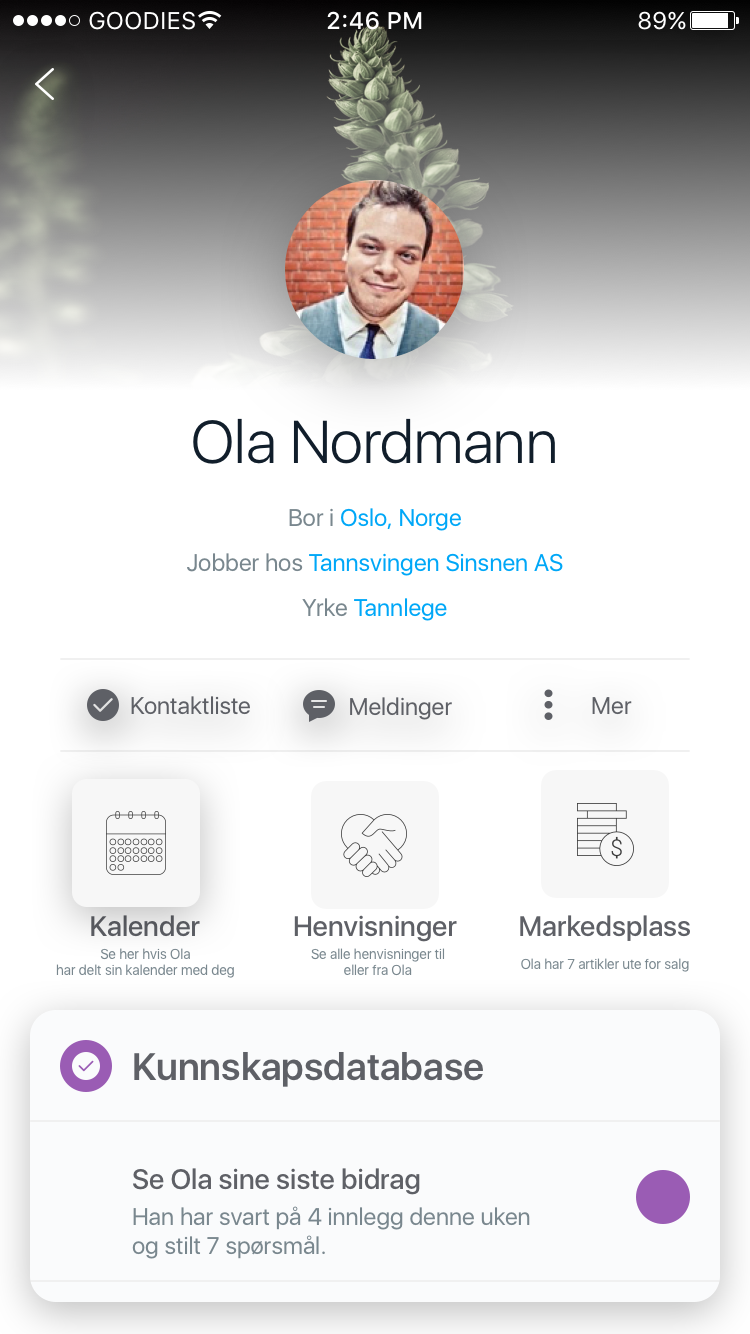 GOODIES 2:46 PM 89%
Ola Nordmann
Bor i Oslo, Norge
Jobber hos Tannsvingen Sinsnen AS
Yrke Tannlege
Kontaktliste Meldinger Mer
$
Kalender Henvisninger Markedsplass
Se her hvis Ola
har delt sin kalender med deg
Se alle henvisninger til
eller fra Ola
Ola har 7 artikler ute for salg
Kunnskapsdatabase
Se Ola sine siste bidrag
Han har svart på 4 innlegg denne uken
og stilt 7 spørsmål.